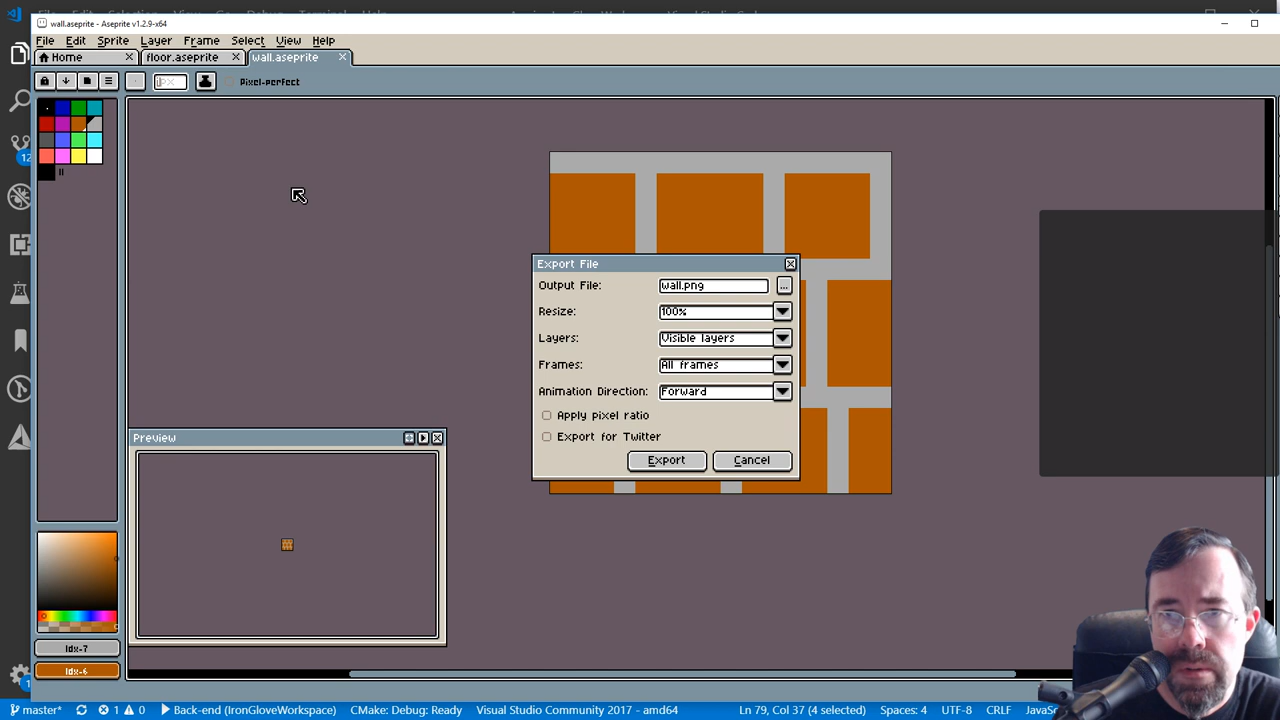 wall.aseprite - Aseprite v1.2.9-x64
File Edit Sprite Layer Frame Select View Help
Home floor.aseprite wall.aseprite
Pixel-perfect
Export File
Output File: wall.png ...
Resize: 100%
Layers: Visible layers
Frames: All frames
Animation Direction: Forward
Apply pixel ratio
Export for Twitter
Export Cancel
Preview
12
Idx-7
Idx-6
1
master* 1 0 Back-end (IronGloveWorkspace) CMake: Debug: Ready Visual Studio Community 2017 - amd64 Ln 79, Col 37 (4 selected) Spaces: 4 UTF-8 CRLF JavaSc